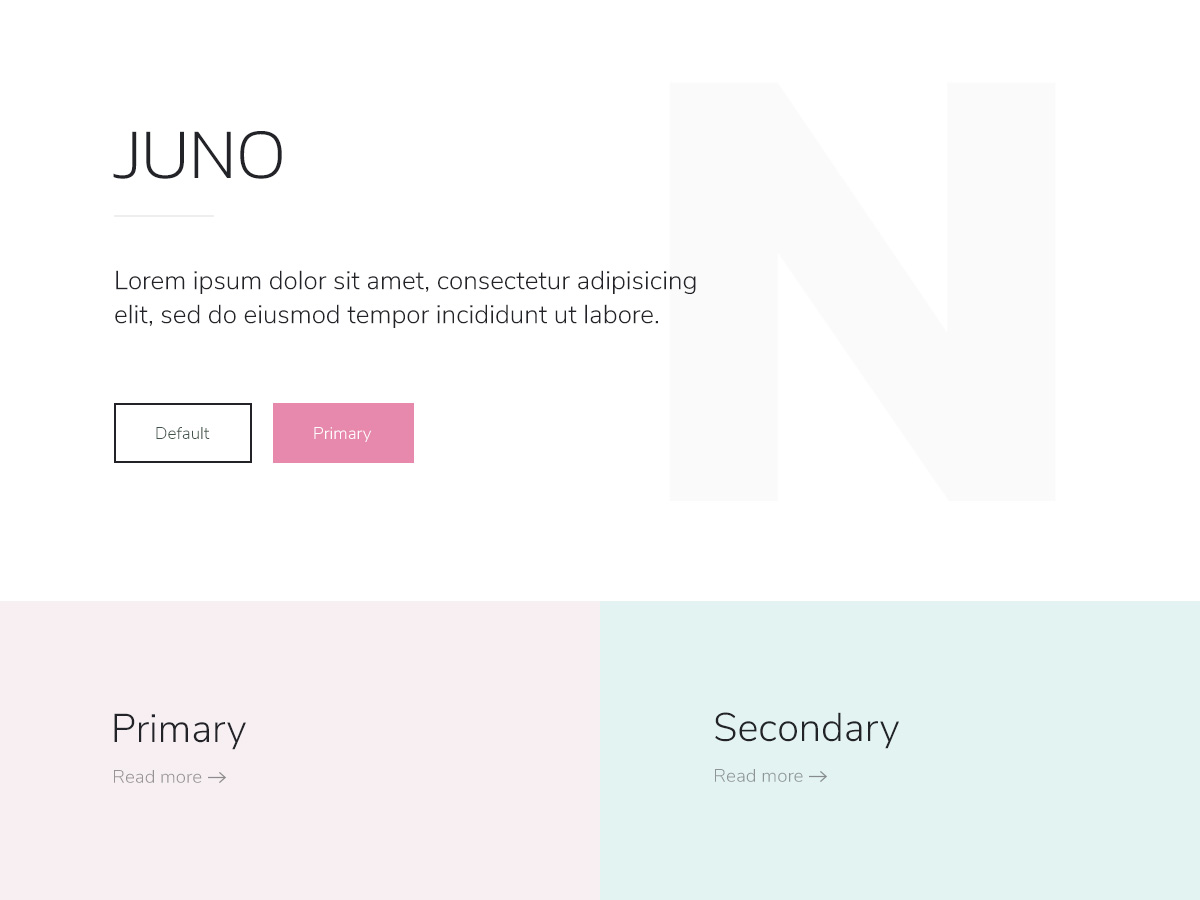 JUNO
N
Lorem ipsum dolor sit amet, consectetur adipisicing
elit, sed do eiusmod tempor incididunt ut labore.
Default
Primary
Primary
Read more →
Secondary
Read more →